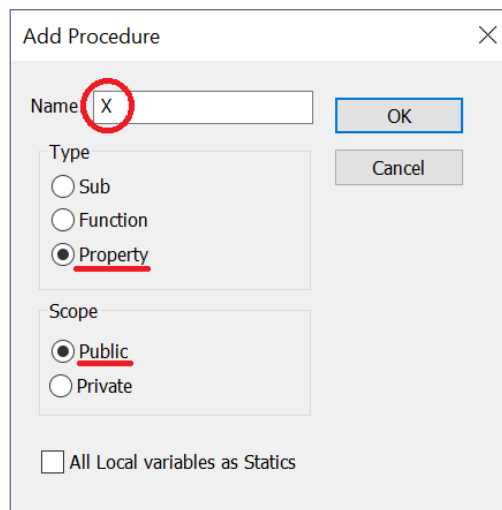 Add Procedure
Name X
OK
Type
Cancel
Sub
Function
Property
Scope
Public
Private
All Local variables as Statics